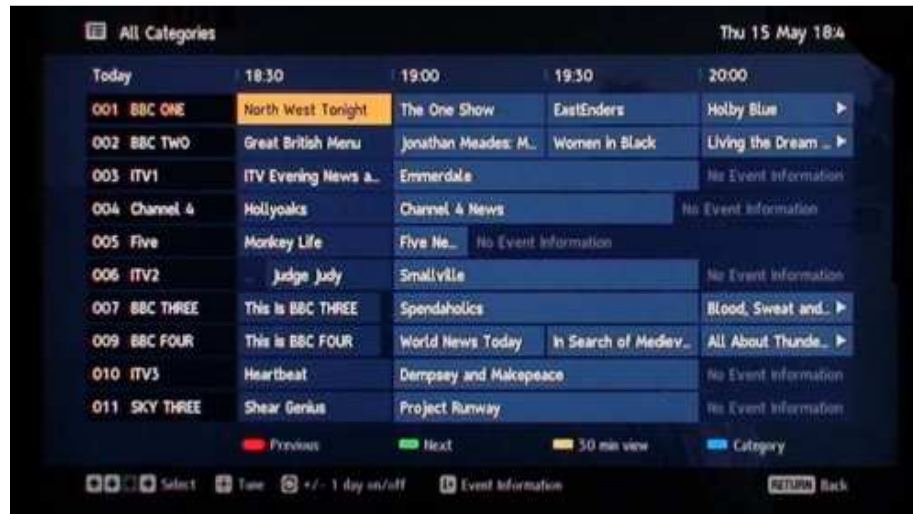 All Categories Thu 15 May 18:4
Today 18:30 19:00 19:30 20:00
001 BBC ONE North West Tonight The One Show EastEnders Holby Blue
002 BBC TWO Great British Menu Jonathan Meades: M... Women in Black Living the Dream ...
003 ITV1 ITV Evening News a... Emmerdale No Event Information
004 Channel 4 Hollyoaks Channel 4 News No Event Information
005 Five Monkey Life Five Ne... No Event Information
006 ITV2 Judge Judy Smallville No Event Information
007 BBC THREE This is BBC THREE Spendaholics Blood, Sweat and...
009 BBC FOUR This is BBC FOUR World News Today In Search of Mediev... All About Thunde...
010 ITV3 Heartbeat Dempsey and Makepeace No Event Information
011 SKY THREE Shear Genius Project Runway No Event Information
Previous Next 30 min view Category
Select Tune +/- 1 day on/off i+ Event Information RETURN Back